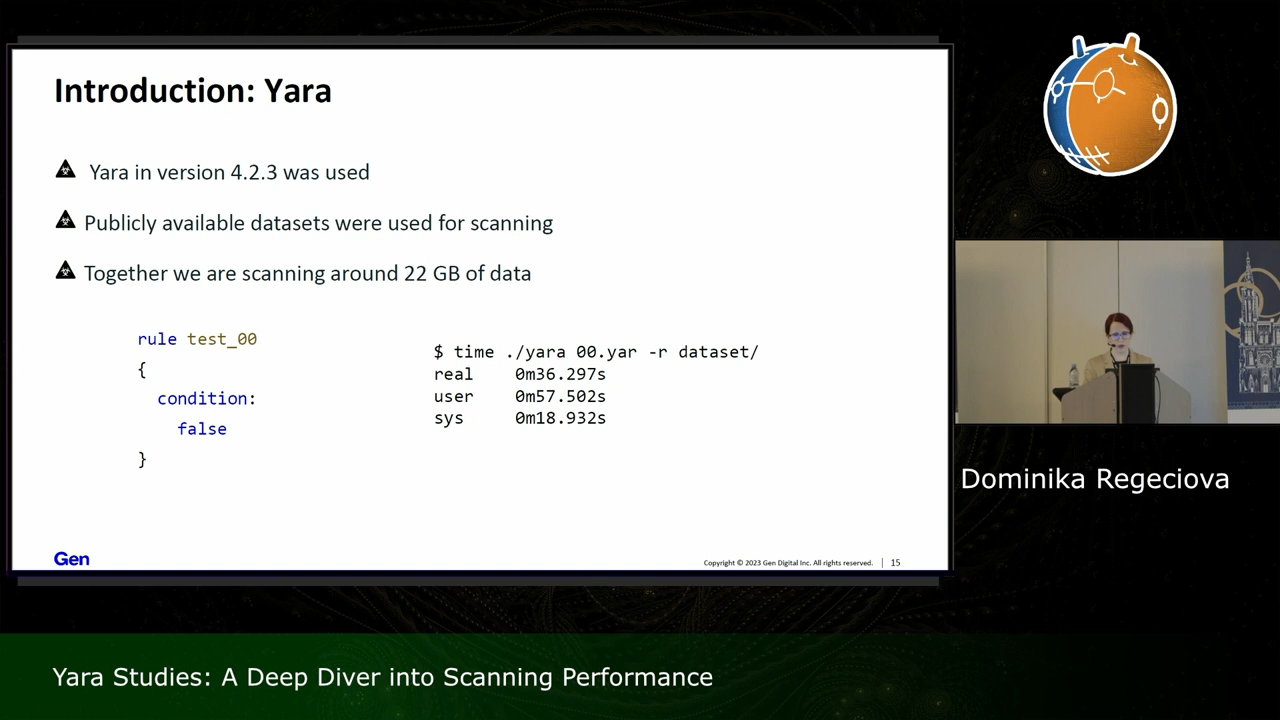 Introduction: Yara
Yara in version 4.2.3 was used
Publicly available datasets were used for scanning
Together we are scanning around 22 GB of data
rule test_00
{
condition:
false
}
$ time ./yara 00.yar -r dataset/
real 0m36.297s
user 0m57.502s
sys 0m18.932s
Gen
Copyright © 2023 Gen Digital Inc. All rights reserved. | 15
Dominika Regeciova
Yara Studies: A Deep Diver into Scanning Performance